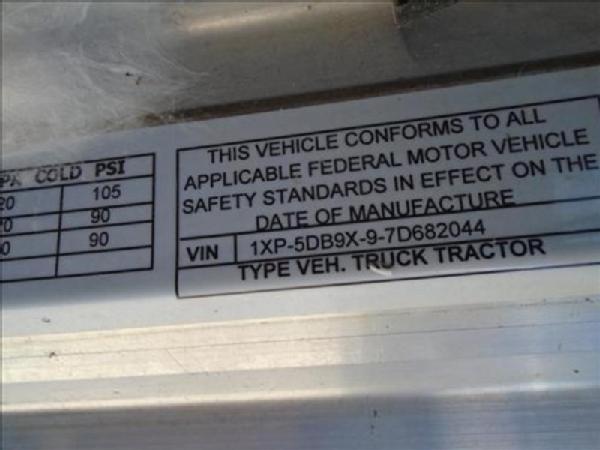 COLD PSI
105
90
90
THIS VEHICLE CONFORMS TO ALL
APPLICABLE FEDERAL MOTOR VEHICLE
SAFETY STANDARDS IN EFFECT ON THE
DATE OF MANUFACTURE
VIN 1XP-5DB9X-9-7D682044
TYPE VEH. TRUCK TRACTOR